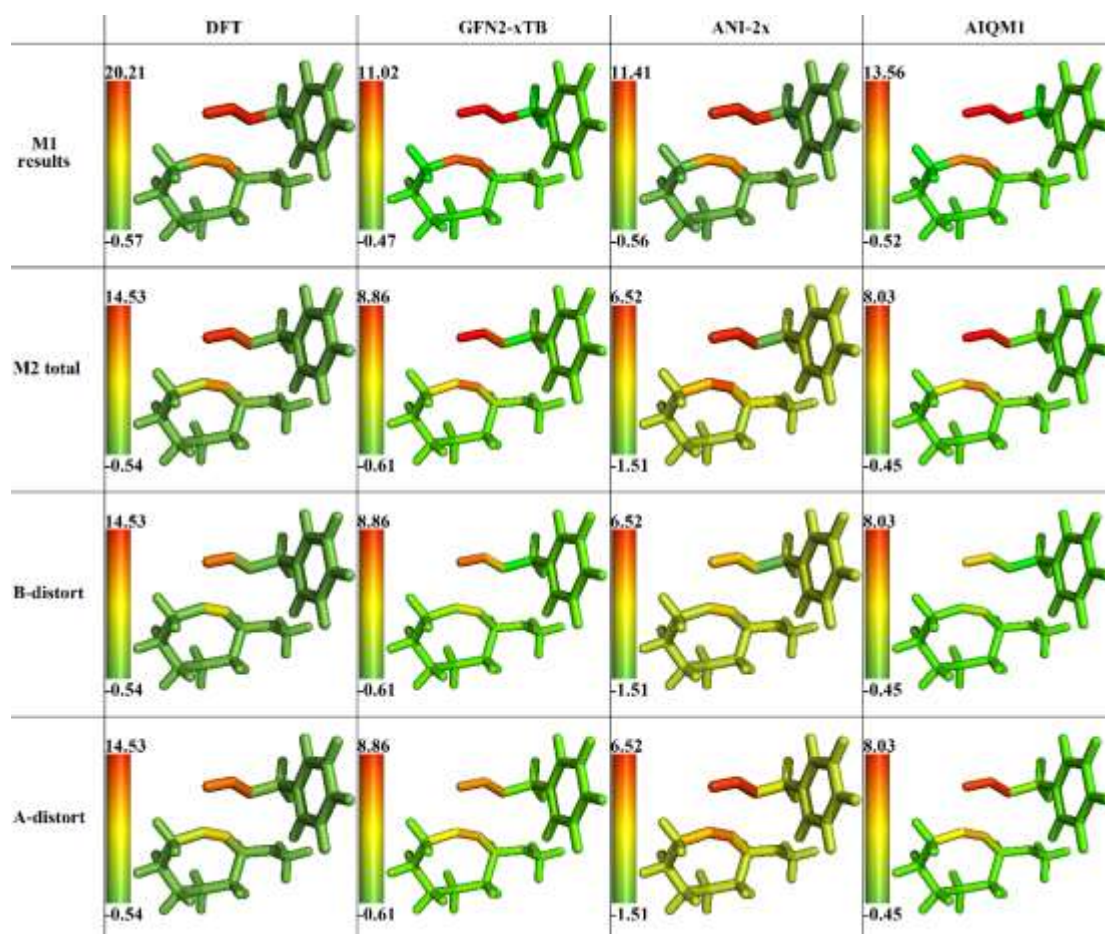 DFT GFN2-xTB ANI-2x AIQM1
20.21 11.02 11.41 13.56
M1
results
-0.57 -0.47 -0.56 -0.52
14.53 8.86 6.52 8.03
M2 total
-0.54 -0.61 -1.51 -0.45
14.53 8.86 6.52 8.03
B-distort
-0.54 -0.61 -1.51 -0.45
14.53 8.86 6.52 8.03
A-distort
-0.54 -0.61 -1.51 -0.45